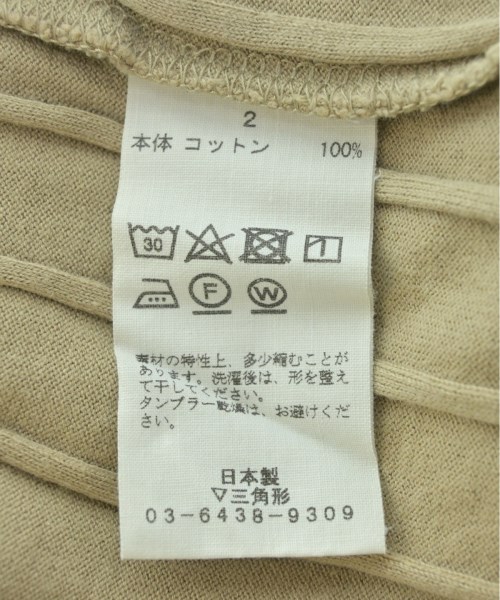 2
本体 コットン 100%
30
F W
素材の特性上、多少縮むことが
あります。洗濯後は、形を整え
て干してください。
タンブラー乾燥は、お避けくだ
さい。
日本製
▽三角形
03-6438-9309